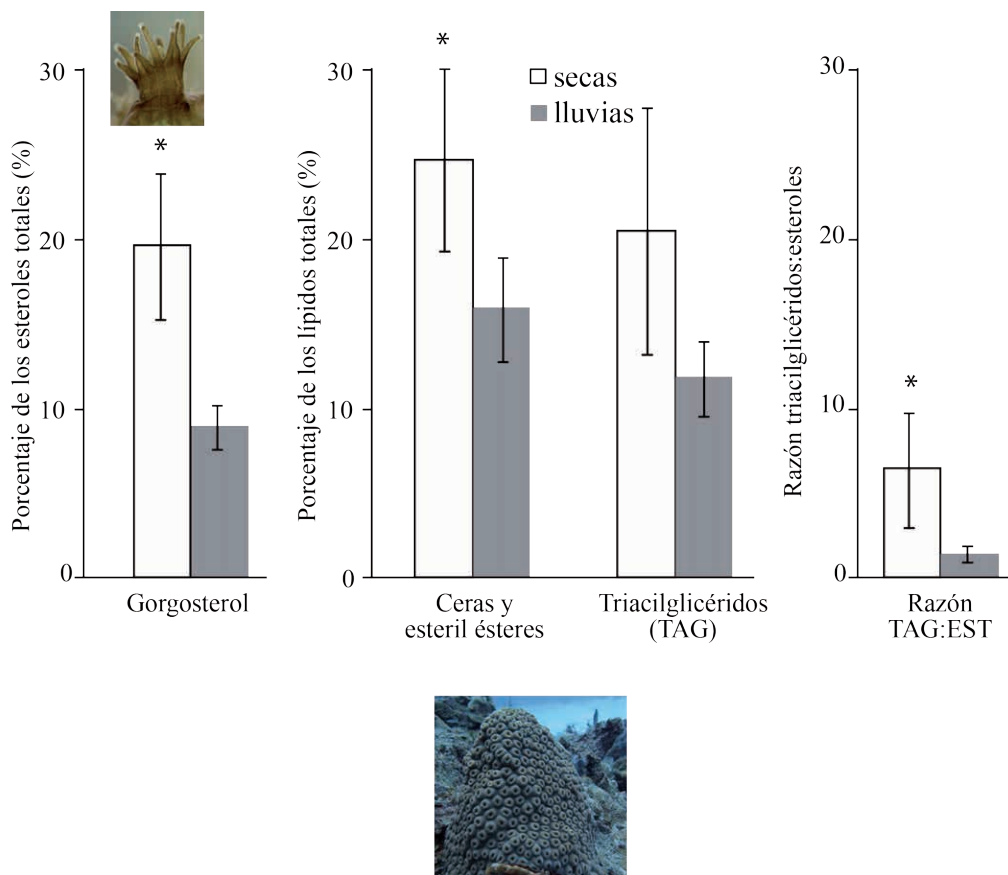 Porcentaje de los esteroles totales (%)
30
20
10
0
*
Gorgosterol
Porcentaje de los lípidos totales (%)
30
20
10
0
*
secas
lluvias
Ceras y
esteril ésteres
Triacilglicéridos
(TAG)
Razón triacilglicéridos:esteroles
30
20
10
0
*
Razón
TAG:EST